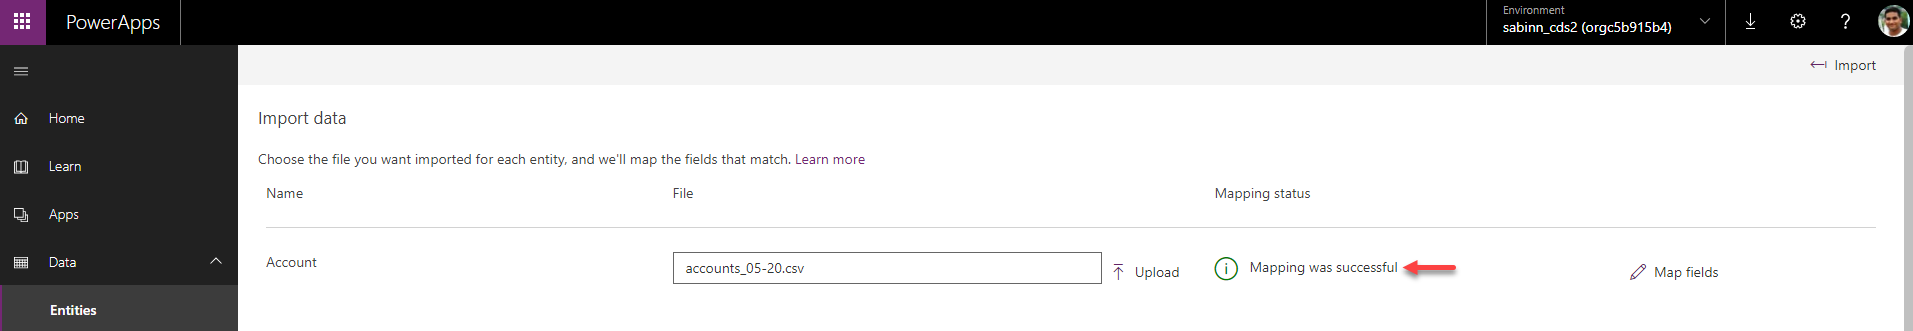 PowerApps
Environment
sabinn_cds2 (orgc5b915b4)
?
Import
Home
Learn
Apps
Data
Entities
Import data
Choose the file you want imported for each entity, and we'll map the fields that match. Learn more
Name File Mapping status
Account accounts_05-20.csv Upload Mapping was successful Map fields